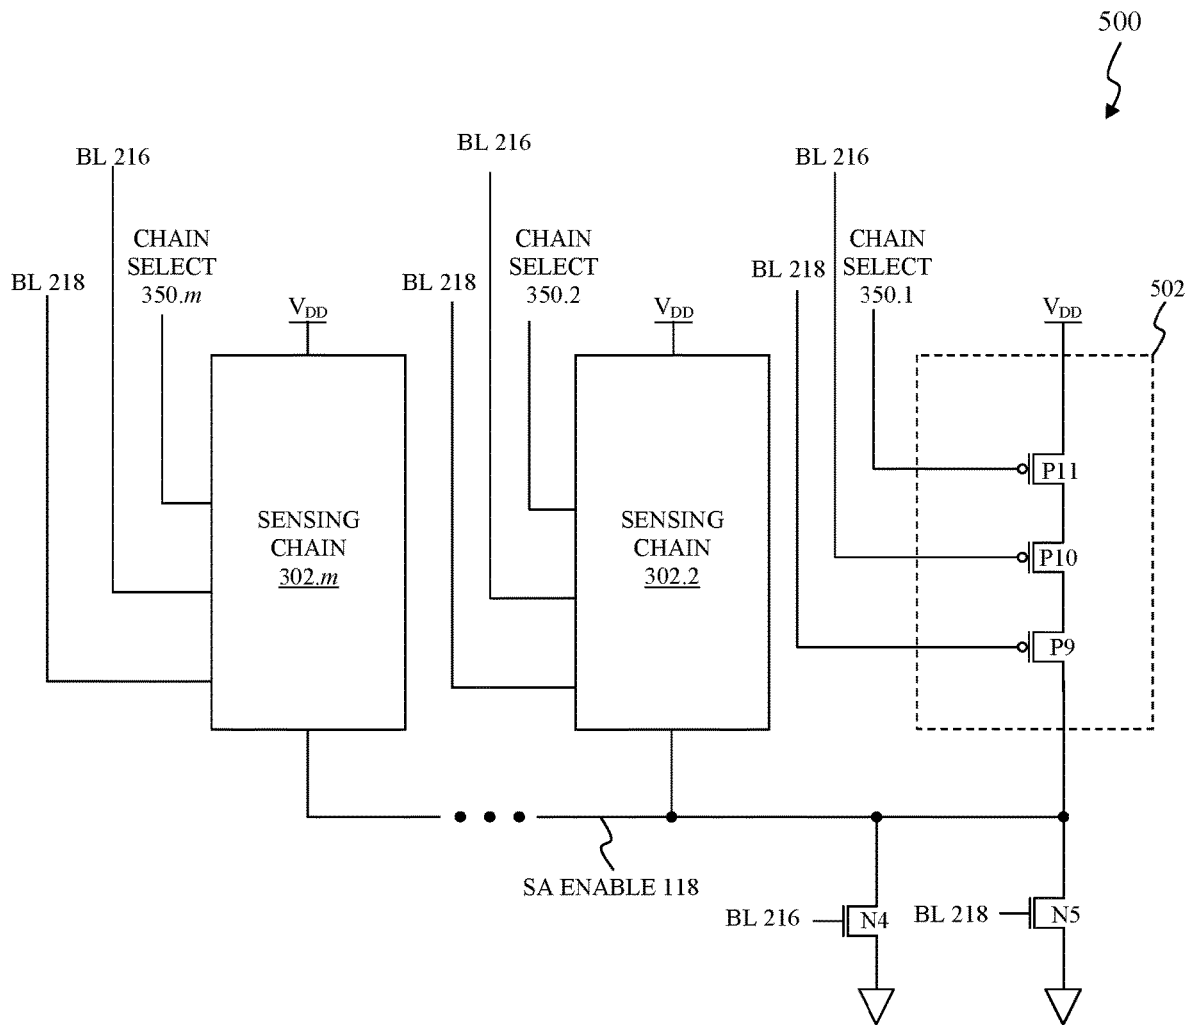 500
BL 216
BL 216
BL 216
CHAIN
SELECT
350.m
CHAIN
SELECT
350.2
CHAIN
SELECT
350.1
BL 218
BL 218
BL 218
502
VDD
VDD
VDD
P11
SENSING
CHAIN
302.m
SENSING
CHAIN
302.2
P10
P9
SA ENABLE 118
BL 216
N4
BL 218
N5